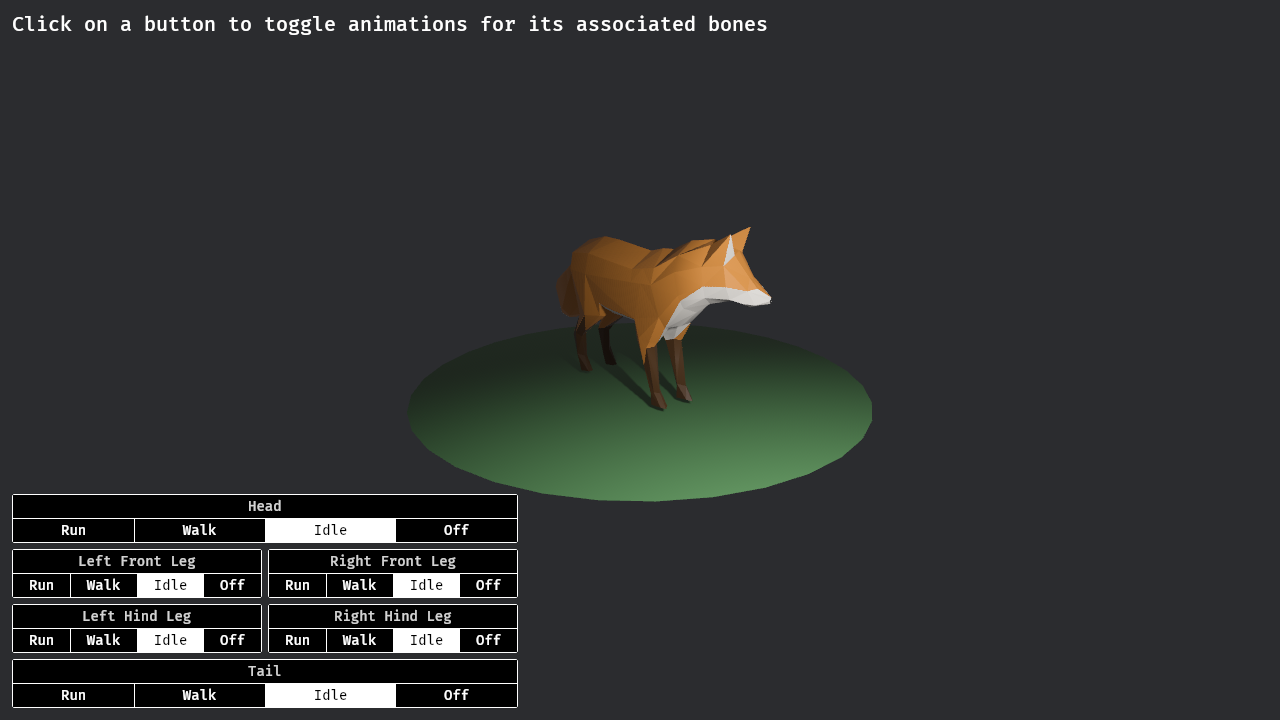 Click on a button to toggle animations for its associated bones
Head
Run Walk Idle Off
Left Front Leg Right Front Leg
Run Walk Idle Off Run Walk Idle Off
Left Hind Leg Right Hind Leg
Run Walk Idle Off Run Walk Idle Off
Tail
Run Walk Idle Off